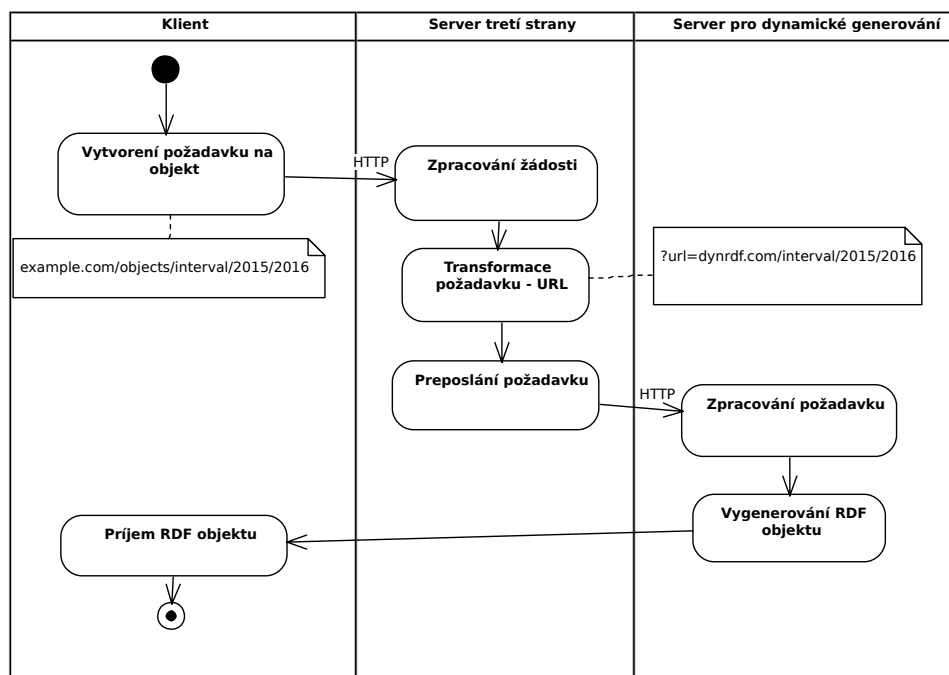 Klient
Server tretí strany
Server pro dynamické generování
Vytvorení požadavku na
objekt
HTTP
Zpracování žádosti
example.com/objects/interval/2015/2016
Transformace
požadavku - URL
?url=dynrdf.com/interval/2015/2016
Preposlání požadavku
HTTP
Zpracování požadavku
Vygenerování RDF
objektu
Príjem RDF objektu